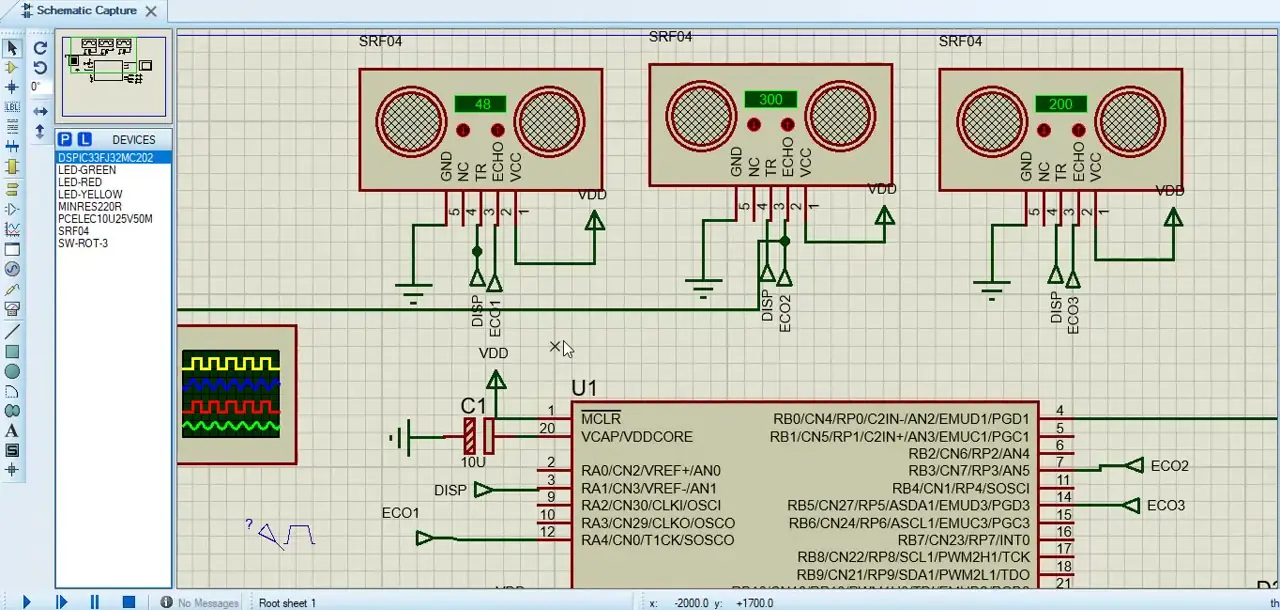 Schematic Capture
SRF04
SRF04
SRF04
48
300
200
GND
NC
TR
ECHO
VCC
GND
NC
TR
ECHO
VCC
GND
NC
TR
ECHO
VCC
5
4
3
2
1
5
4
3
2
1
5
4
3
2
1
VDD
VDD
VDD
DISP
ECO1
DISP
ECO2
DISP
ECO3
0°
LBL
P L DEVICES
DSPIC33FJ32MC202
LED-GREEN
LED-RED
LED-YELLOW
MINRES220R
PCELEC10U25V50M
SRF04
SW-ROT-3
VDD
U1
C1
10U
DISP
ECO1
1 MCLR
20 VCAP/VDDCORE
2 RA0/CN2/VREF+/AN0
3 RA1/CN3/VREF-/AN1
9 RA2/CN30/CLKI/OSCI
10 RA3/CN29/CLKO/OSCO
12 RA4/CN0/T1CK/SOSCO
RB0/CN4/RP0/C2IN-/AN2/EMUD1/PGD1 4
RB1/CN5/RP1/C2IN+/AN3/EMUC1/PGC1 5
RB2/CN6/RP2/AN4 6
RB3/CN7/RP3/AN5 7
RB4/CN1/RP4/SOSCI 11
RB5/CN27/RP5/ASDA1/EMUD3/PGD3 14
RB6/CN24/RP6/ASCL1/EMUC3/PGC3 15
RB7/CN23/RP7/INT0 16
RB8/CN22/RP8/SCL1/PWM2H1/TCK 17
RB9/CN21/RP9/SDA1/PWM2L1/TDO 18
21
ECO2
ECO3
?
A
No Messages
Root sheet 1
x: -2000.0 y: +1700.0
th